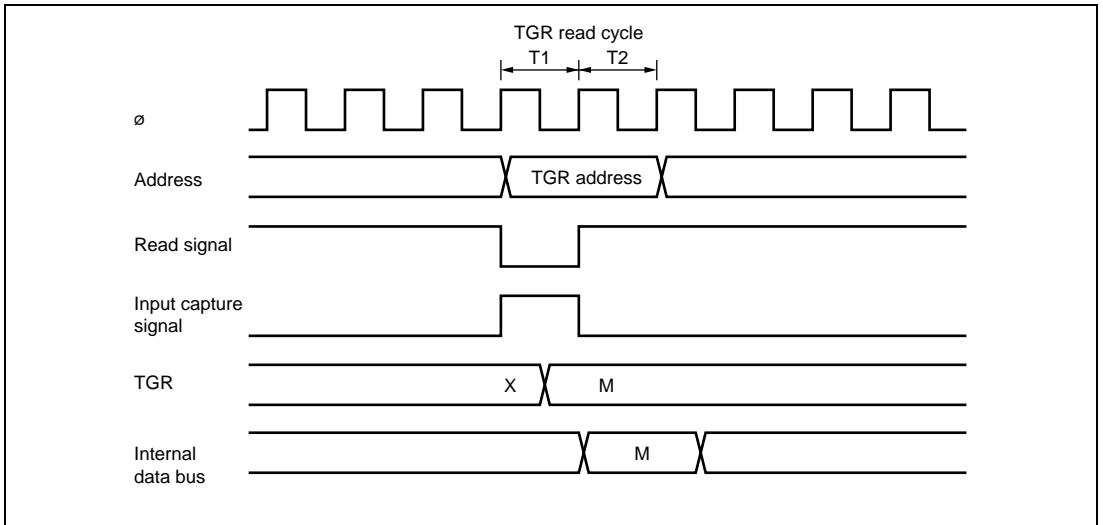 TGR read cycle
T1 T2
ø
Address
TGR address
Read signal
Input capture
signal
TGR
X M
Internal
data bus
M